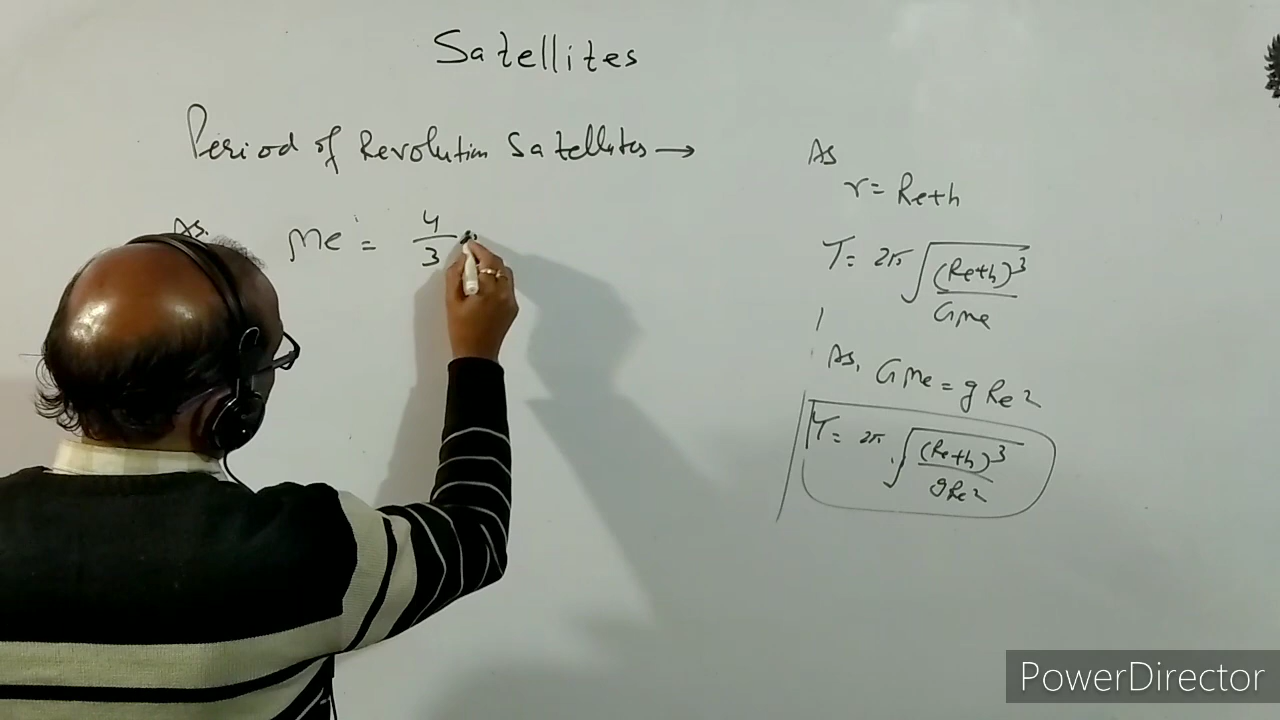 Satellites
Period of Revolution Satellites →
As.
Me = 4/3
As
r = Re+h
T = 2π √((Re+h)^3/GMe)
As, GMe = gRe2
T = 2π √((Re+h)^3/gRe2)
PowerDirector